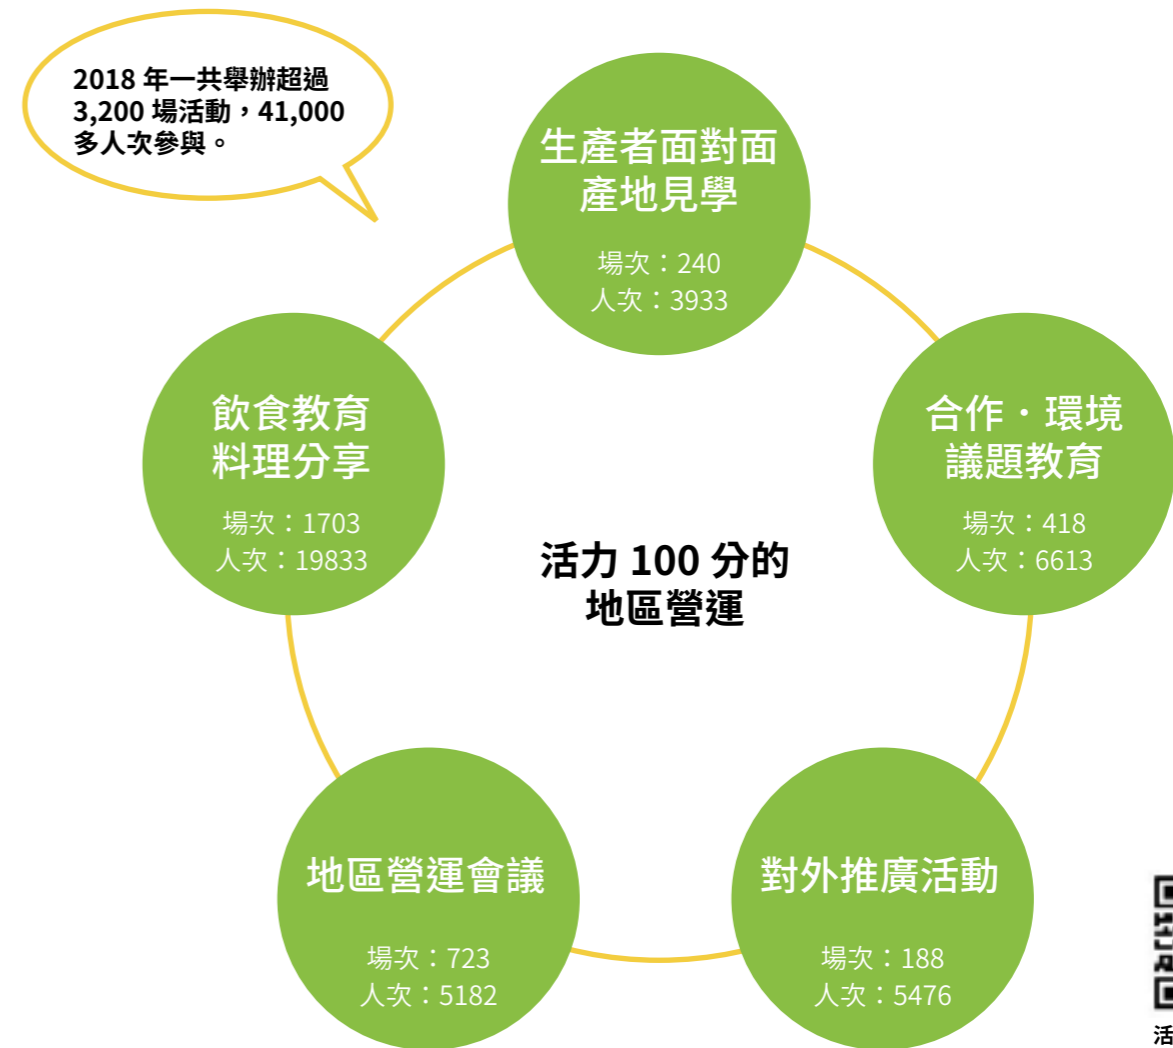 2018 年一共舉辦超過
3,200 場活動，41,000
多人次參與。
生產者面對面
產地見學
場次：240
人次：3933
飲食教育
料理分享
場次：1703
人次：19833
合作・環境
議題教育
場次：418
人次：6613
活力 100 分的
地區營運
地區營運會議
場次：723
人次：5182
對外推廣活動
場次：188
人次：5476
活